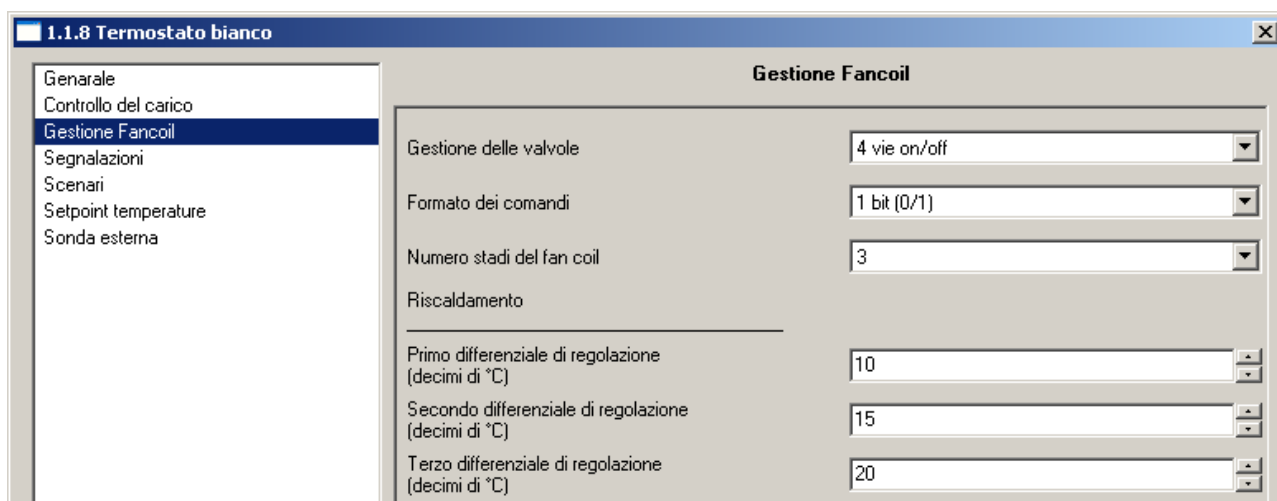 1.1.8 Termostato bianco
Genarale
Controllo del carico
Gestione Fancoil
Segnalazioni
Scenari
Setpoint temperature
Sonda esterna
Gestione Fancoil
Gestione delle valvole
4 vie on/off
Formato dei comandi
1 bit (0/1)
Numero stadi del fan coil
3
Riscaldamento
Primo differenziale di regolazione
(decimi di °C)
10
Secondo differenziale di regolazione
(decimi di °C)
15
Terzo differenziale di regolazione
(decimi di °C)
20